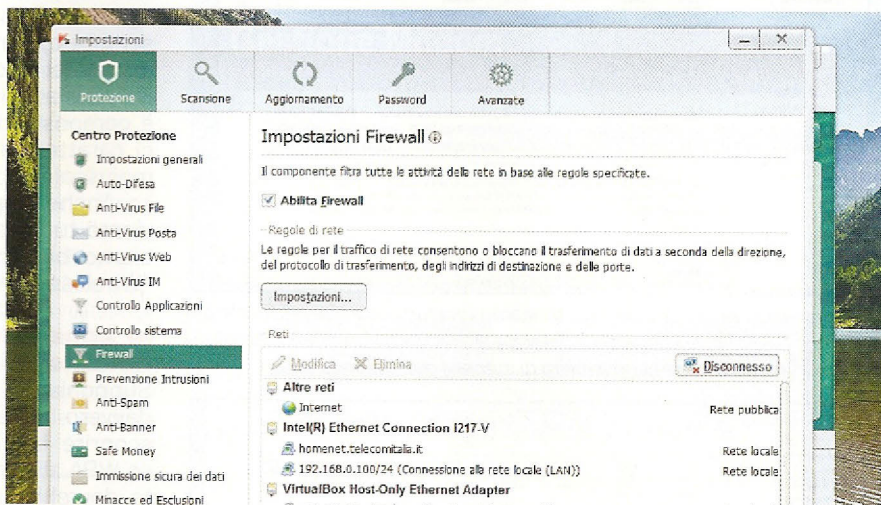 Impostazioni
Protezione Scansione Aggiornamento Password Avanzate
Centro Protezione
Impostazioni generali
Auto-Difesa
Anti-Virus File
Anti-Virus Posta
Anti-Virus Web
Anti-Virus IM
Controllo Applicazioni
Controllo sistema
Firewall
Prevenzione Intrusioni
Anti-Spam
Anti-Banner
Safe Money
Immissione sicura dei dati
Minacce ed Esclusioni
Impostazioni Firewall
Il componente filtra tutte le attività della rete in base alle regole specificate.
Abilita Firewall
Regole di rete
Le regole per il traffico di rete consentono o bloccano il trasferimento di dati a seconda della direzione,
del protocollo di trasferimento, degli indirizzi di destinazione e delle porte.
Impostazioni...
Reti
Modifica Elimina Disconnesso
Altre reti
Internet Rete pubblica
Intel(R) Ethernet Connection I217-V
homenet.telecomitalia.it Rete locale
192.168.0.100/24 (Connessione alla rete locale (LAN)) Rete locale
VirtualBox Host-Only Ethernet Adapter